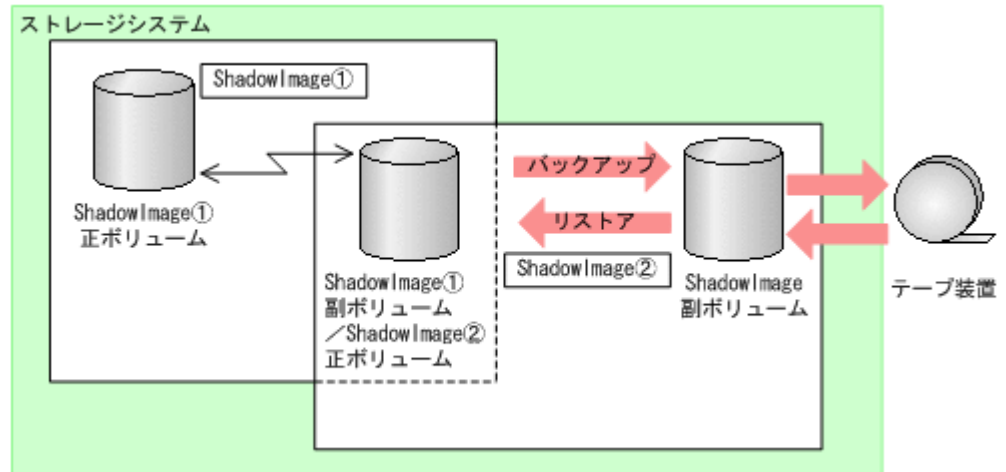 ストレージシステム
ShadowImage①
ShadowImage①
正ボリューム
ShadowImage①
副ボリューム
／ShadowImage②
正ボリューム
バックアップ
リストア
ShadowImage②
ShadowImage
副ボリューム
テープ装置